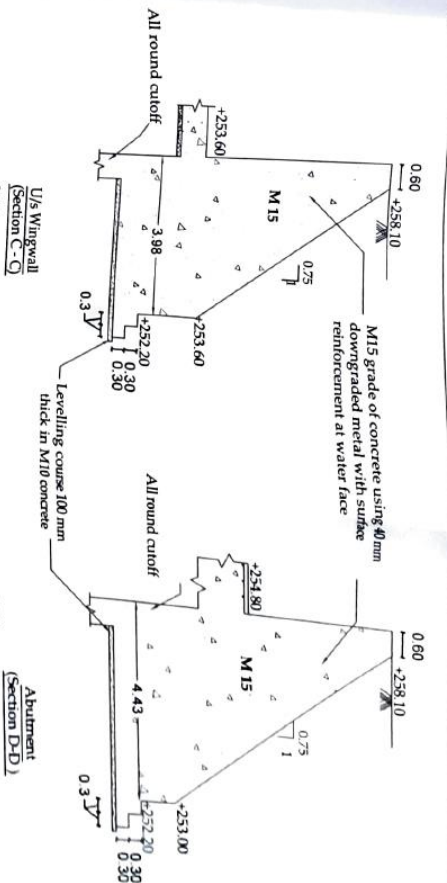 M15 grade of concrete using 40 mm
downgraded metal with surface
reinforcement at water face
0.60
+258.10
M 15
0.75
1
+253.60
+253.60
3.98
+252.20
0.30
0.30
0.3
All round cutoff
U/s Wingwall
(Section C - C)
Levelling course 100 mm
thick in M10 concrete
0.60
+258.10
M 15
0.75
1
+254.80
+253.00
4.43
+252.20
0.30
0.30
0.3
All round cutoff
Abutment
(Section D-D)